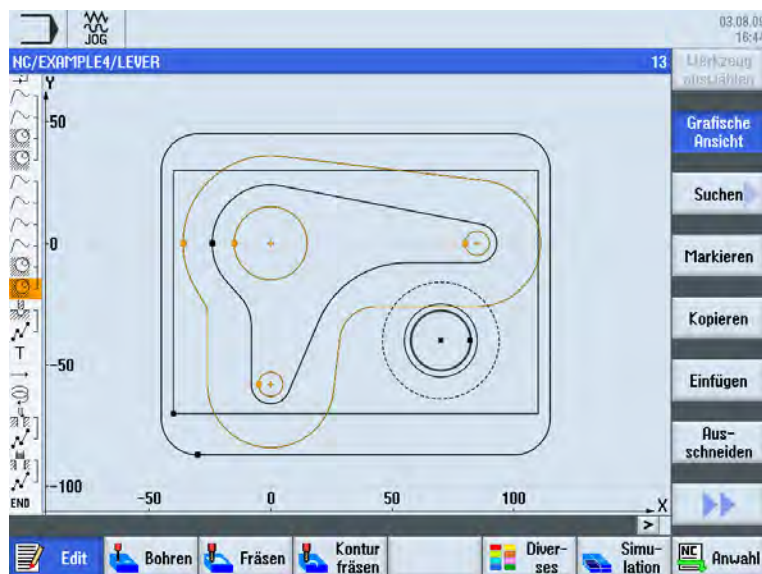 JOG
03.08.09
16:44
NC/EXAMPLE4/LEVER 13
Werkzeug
auswählen
Y
50
0
-50
-100
-50 0 50 100 X
T
END
Grafische
Ansicht
Suchen
Markieren
Kopieren
Einfügen
Aus-
schneiden
>
Edit
Bohren
Fräsen
Kontur
fräsen
Diver-
ses
Simu-
lation
NC
Anwahl